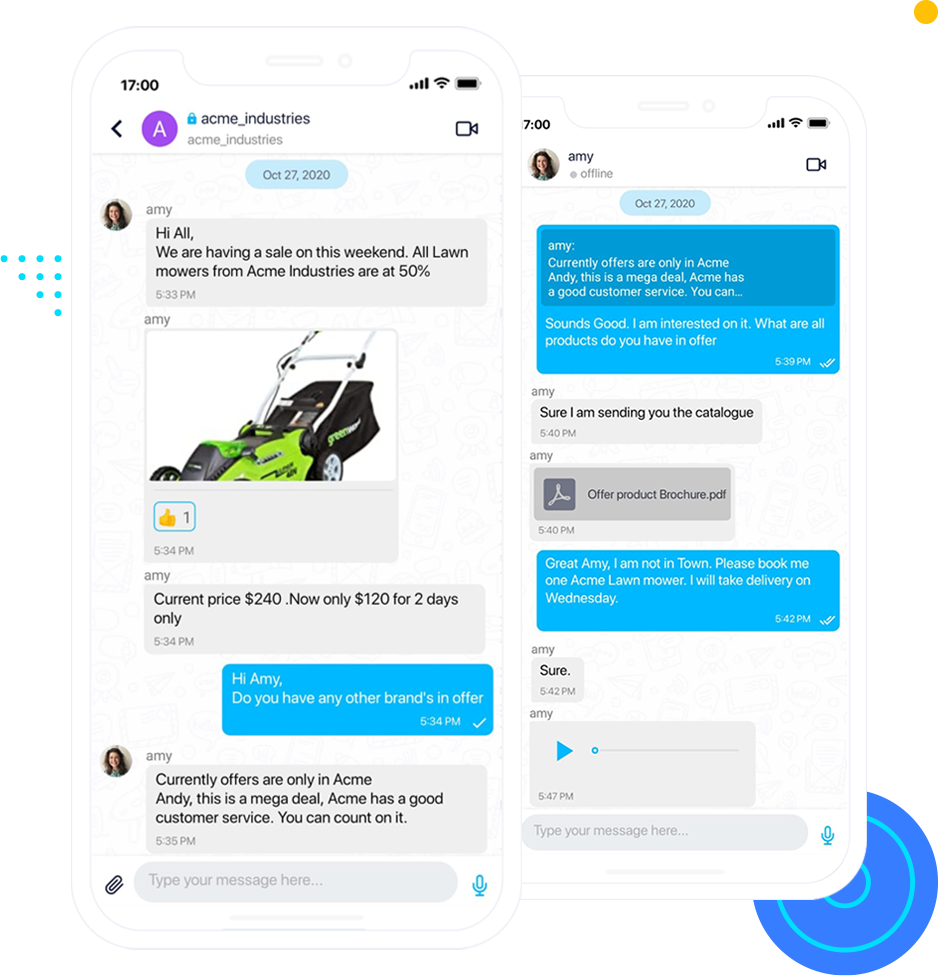 17:00
A
acme_industries
acme_industries
Oct 27, 2020
amy
Hi All,
We are having a sale on this weekend. All Lawn
mowers from Acme Industries are at 50%
5:33 PM
amy
greenworks
5:34 PM
👍 1
amy
Current price $240 .Now only $120 for 2 days
only
5:34 PM
Hi Amy,
Do you have any other brand's in offer
5:34 PM
amy
Currently offers are only in Acme
Andy, this is a mega deal, Acme has a good
customer service. You can count on it.
5:35 PM
Type your message here...
17:00
amy
offline
Oct 27, 2020
amy:
Currently offers are only in Acme
Andy, this is a mega deal, Acme has
a good customer service. You can...
Sounds Good. I am interested on it. What are all
products do you have in offer
5:39 PM
amy
Sure I am sending you the catalogue
5:40 PM
amy
Offer product Brochure.pdf
5:40 PM
Great Amy, I am not in Town. Please book me
one Acme Lawn mower. I will take delivery on
Wednesday.
5:42 PM
amy
Sure.
5:42 PM
amy
5:47 PM
Type your message here...